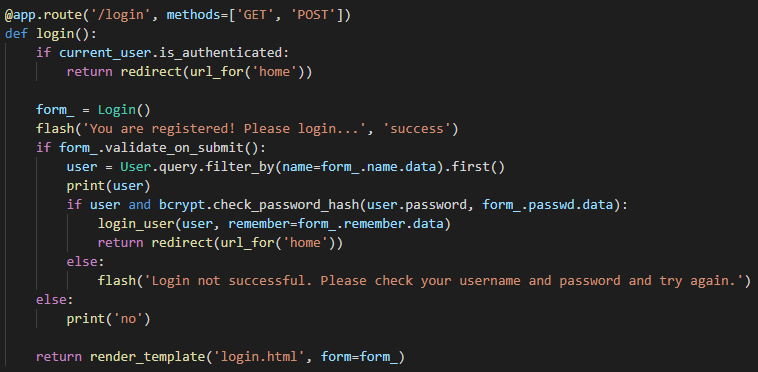 @app.route('/login', methods=['GET', 'POST'])
def login():
    if current_user.is_authenticated:
        return redirect(url_for('home'))

    form_ = Login()
    flash('You are registered! Please login...', 'success')
    if form_.validate_on_submit():
        user = User.query.filter_by(name=form_.name.data).first()
        print(user)
        if user and bcrypt.check_password_hash(user.password, form_.passwd.data):
            login_user(user, remember=form_.remember.data)
            return redirect(url_for('home'))
        else:
            flash('Login not successful. Please check your username and password and try again.')
    else:
        print('no')

    return render_template('login.html', form=form_)